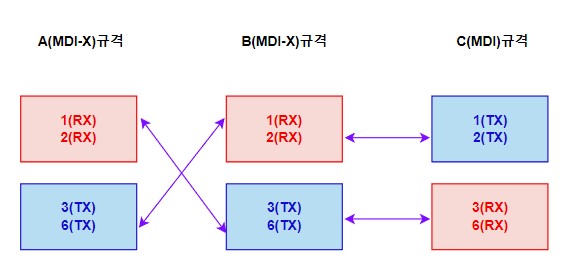 A(MDI-X)규격
B(MDI-X)규격
C(MDI)규격
1(RX)
2(RX)
1(RX)
2(RX)
1(TX)
2(TX)
3(TX)
6(TX)
3(TX)
6(TX)
3(RX)
6(RX)